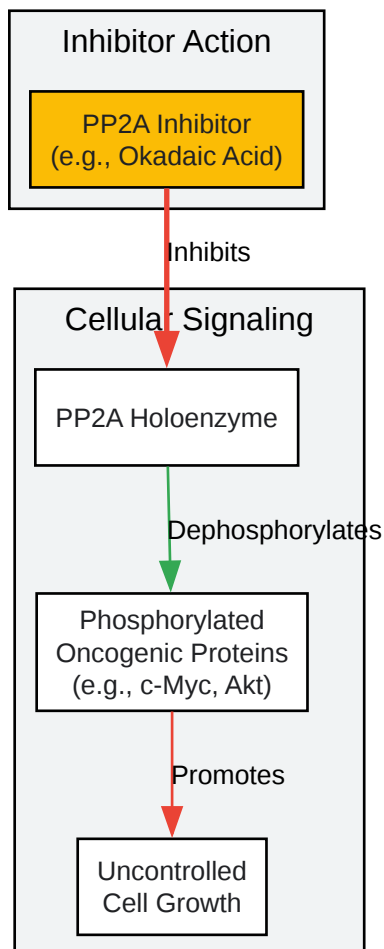 Inhibitor Action
PP2A Inhibitor
(e.g., Okadaic Acid)
Inhibits
Cellular Signaling
PP2A Holoenzyme
Dephosphorylates
Phosphorylated
Oncogenic Proteins
(e.g., c-Myc, Akt)
Promotes
Uncontrolled
Cell Growth